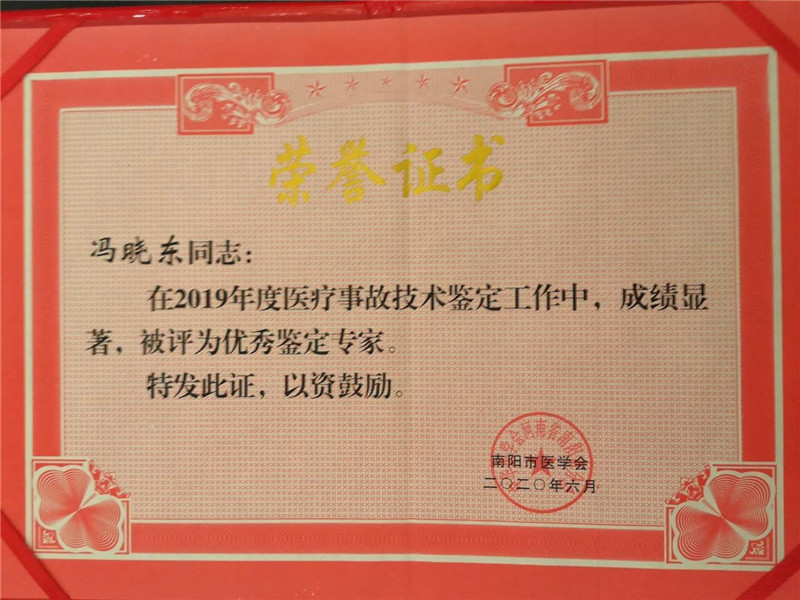 荣誉证书
冯晓东同志：
在2019年度医疗事故技术鉴定工作中，成绩显
著，被评为优秀鉴定专家。
特发此证，以资鼓励。
南阳市医学会
二〇二〇年六月